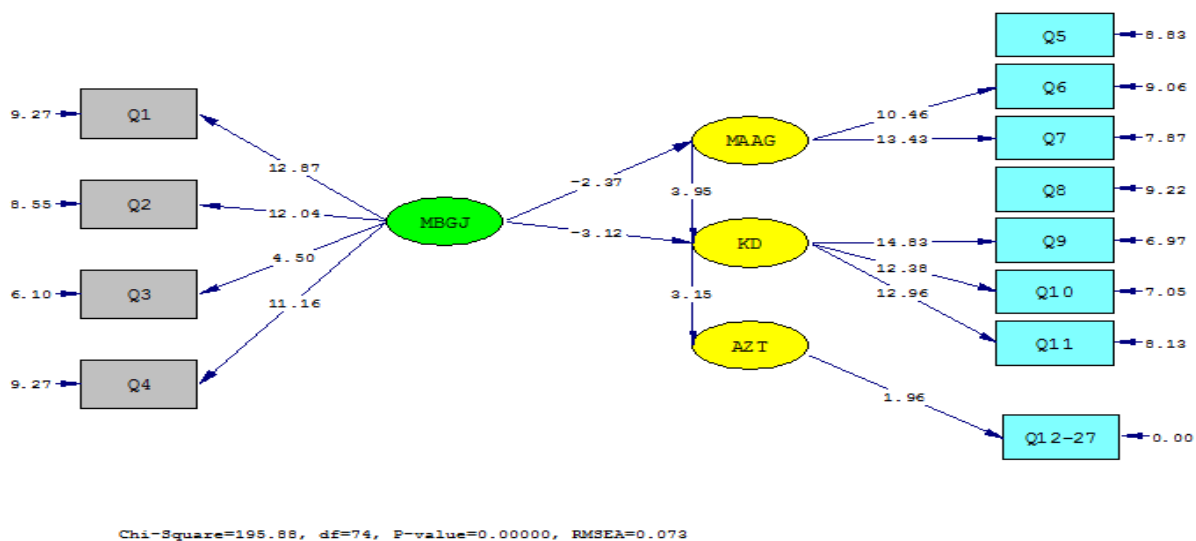 Q5
8.83
Q6
9.06
9.27
Q1
10.46
MAAG
13.43
Q7
7.87
12.87
-2.37
3.95
Q8
9.22
8.55
Q2
12.04
MBGJ
-3.12
KD
14.83
Q9
6.97
4.50
12.38
6.10
Q3
11.16
3.15
12.96
Q10
7.05
AZT
Q11
8.13
9.27
Q4
1.96
Q12-27
0.00
Chi-Square=195.88, df=74, P-value=0.00000, RMSEA=0.073